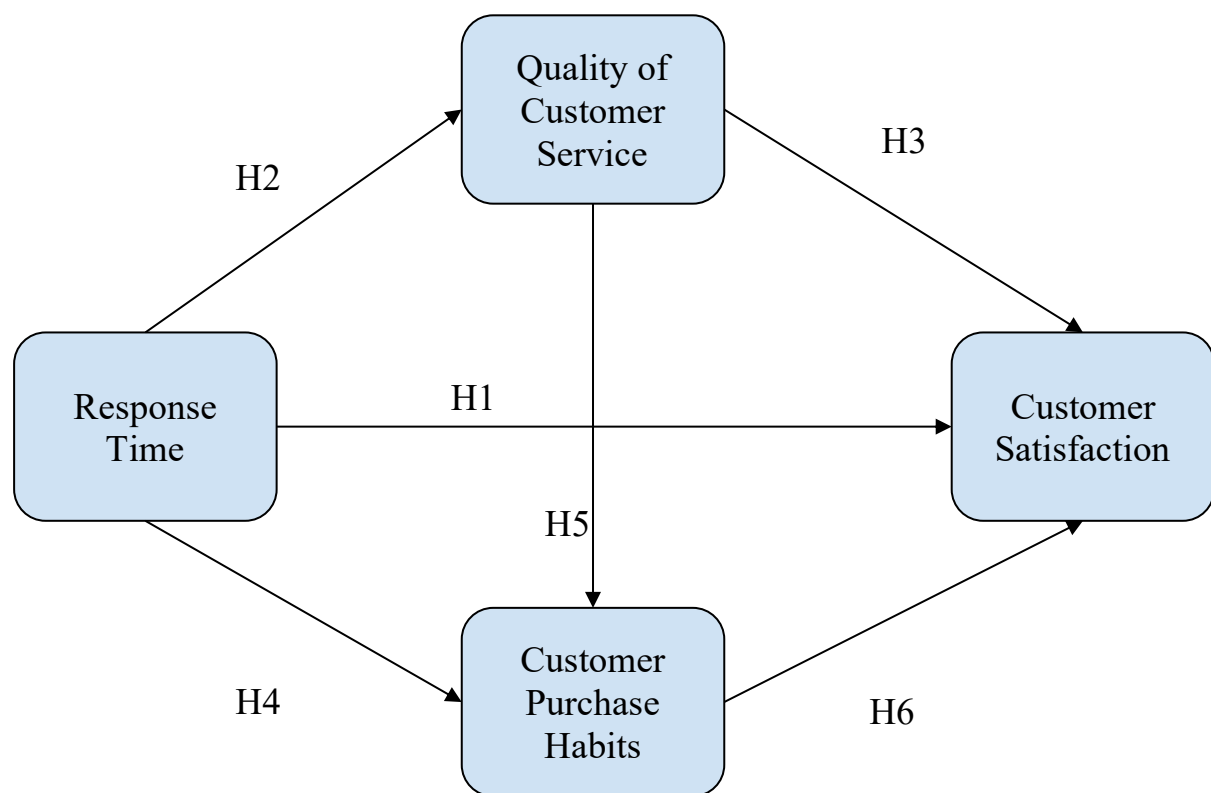 Quality of
Customer
Service
H3
H2
H1
Response
Time
Customer
Satisfaction
H5
Customer
Purchase
Habits
H4
H6